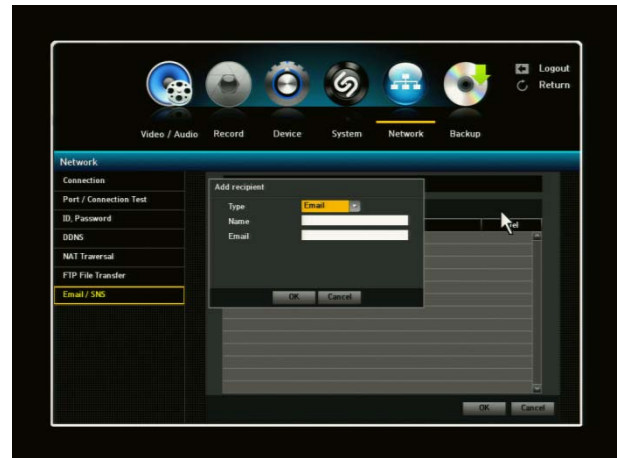 Logout
Return
Video / Audio Record Device System Network Backup
Network
Connection
Port / Connection Test
ID, Password
DDNS
NAT Traversal
FTP File Transfer
Email / SNS
Add recipient
Type Email
Name
Email
OK Cancel
OK Cancel